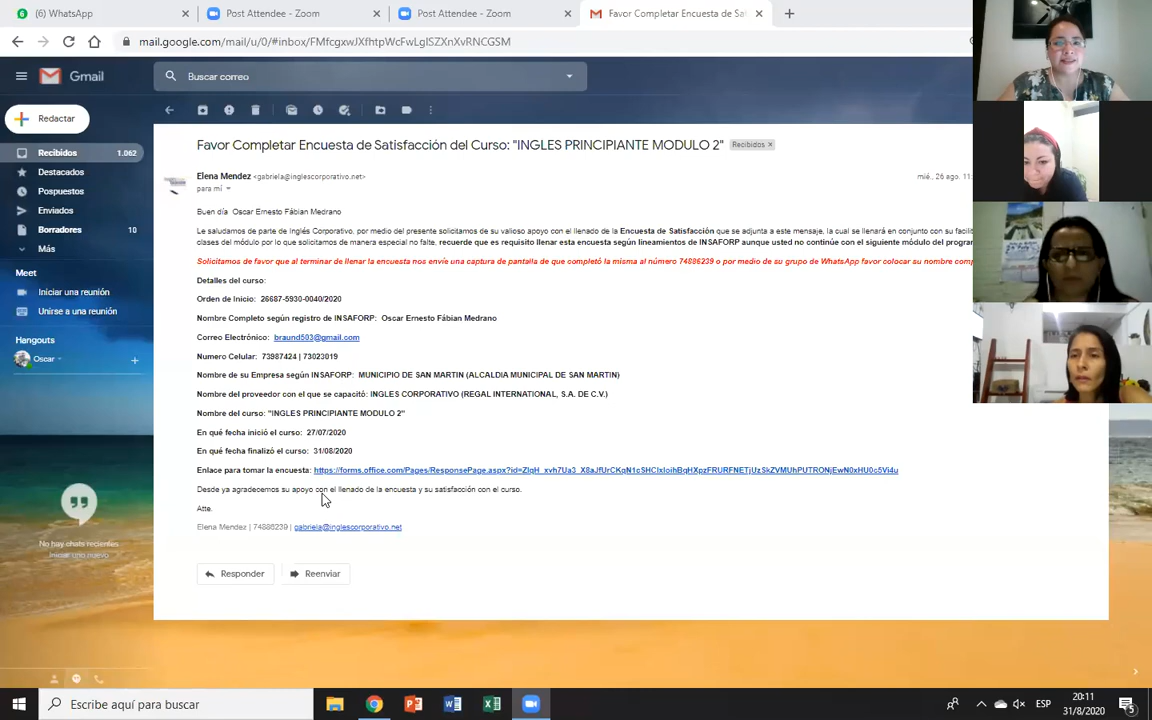 (6) WhatsApp
Post Attendee - Zoom
Post Attendee - Zoom
Favor Completar Encuesta de Sa
mail.google.com/mail/u/0/#inbox/
Gmail
Buscar correo
Redactar
Recibidos 1.062
Destacados
Pospuestos
Enviados
Borradores 10
Más
Meet
Iniciar una reunión
Unirse a una reunión
Hangouts
Oscar
No hay chats recientes
Iniciar uno nuevo
Favor Completar Encuesta de Satisfacción del Curso: "INGLES PRINCIPIANTE MODULO 2" Recibidos x
Elena Mendez <gabriela@inglescorporativo.net> mié, 26 ago. 11:
para mí
Buen día Oscar Ernesto Fábian Medrano
Le saludamos de parte de Inglés Corporativo, por medio del presente solicitamos de su valioso apoyo con el llenado de la Encuesta de Satisfacción que se adjunta a este mensaje, la cual se llenará en conjunto con su facili
clases del módulo por lo que solicitamos de manera especial no falte, recuerde que es requisito llenar esta encuesta según lineamientos de INSAFORP aunque usted no continúe con el siguiente módulo del progra
Solicitamos de favor que al terminar de llenar la encuesta nos envíe una captura de pantalla de que completó la misma al número 74886239 o por medio de su grupo de WhatsApp favor colocar su nombre com
Detalles del curso:
Orden de Inicio: 26687-5930-0040/2020
Nombre Completo según registro de INSAFORP: Oscar Ernesto Fábian Medrano
Correo Electrónico: braund503@gmail.com
Numero Celular: 73987424 | 73023019
Nombre de su Empresa según INSAFORP: MUNICIPIO DE SAN MARTIN (ALCALDIA MUNICIPAL DE SAN MARTIN)
Nombre del proveedor con el que se capacitó: INGLES CORPORATIVO (REGAL INTERNATIONAL, S.A. DE C.V.)
Nombre del curso: "INGLES PRINCIPIANTE MODULO 2"
En qué fecha inició el curso: 27/07/2020
En qué fecha finalizó el curso: 31/08/2020
Enlace para tomar la encuesta: https://forms.office.com/Pages/ResponsePage.aspx?id=
Desde ya agradecemos su apoyo con el llenado de la encuesta y su satisfacción con el curso.
Atte.
Elena Mendez | 74886239 | gabriela@inglescorporativo.net
Responder
Reenviar
Escribe aquí para buscar
ESP
20:11
31/8/2020
5